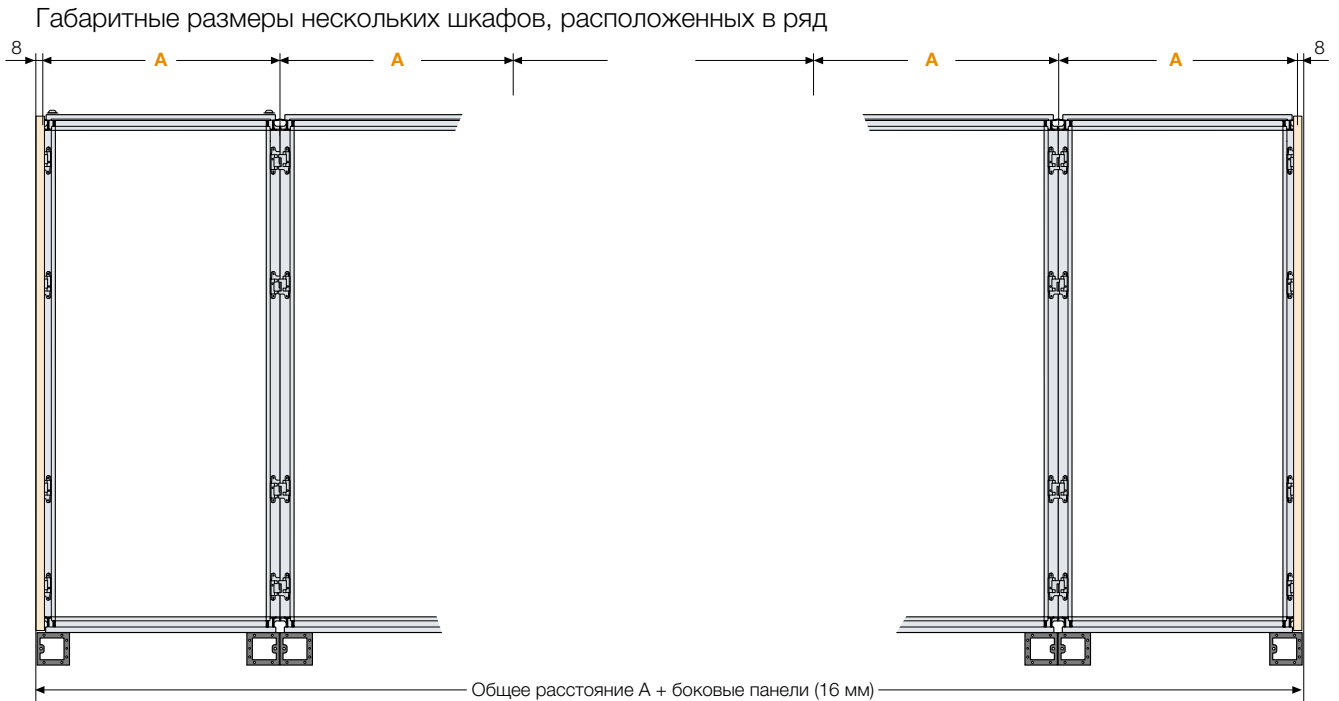 Габаритные размеры нескольких шкафов, расположенных в ряд
8 A A A A 8
Общее расстояние A + боковые панели (16 мм)